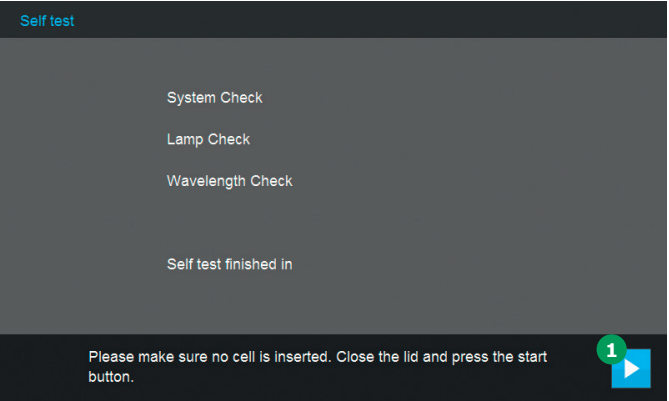 Self test
System Check
Lamp Check
Wavelength Check
Self test finished in
Please make sure no cell is inserted. Close the lid and press the start
button.
1